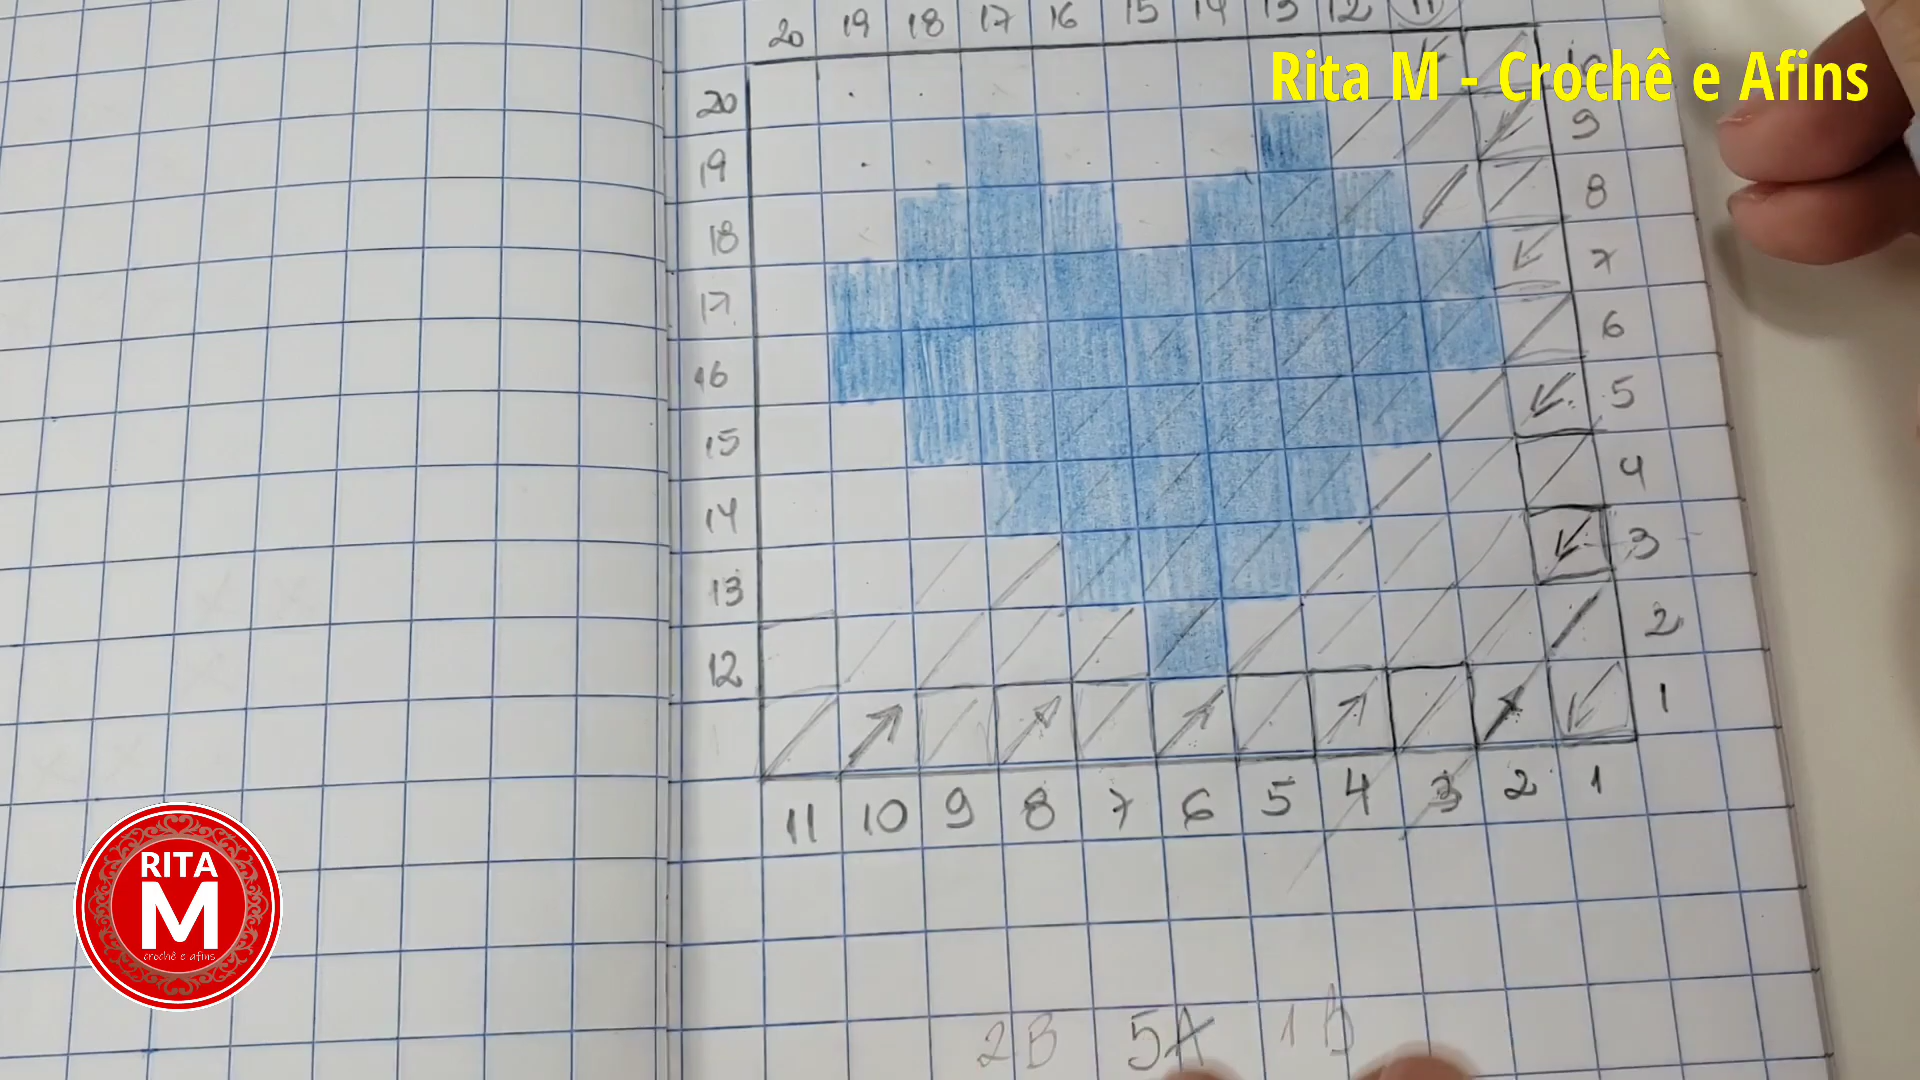 20 19 18 17 16 15 14 13 12 11
Rita M - Crochê e Afins
10
20
9
19
8
18
7
17
6
16
5
15
4
14
3
13
2
12
1
11 10 9 8 7 6 5 4 3 2 1
RITA
M
crochê e afins
2B 5A 1B